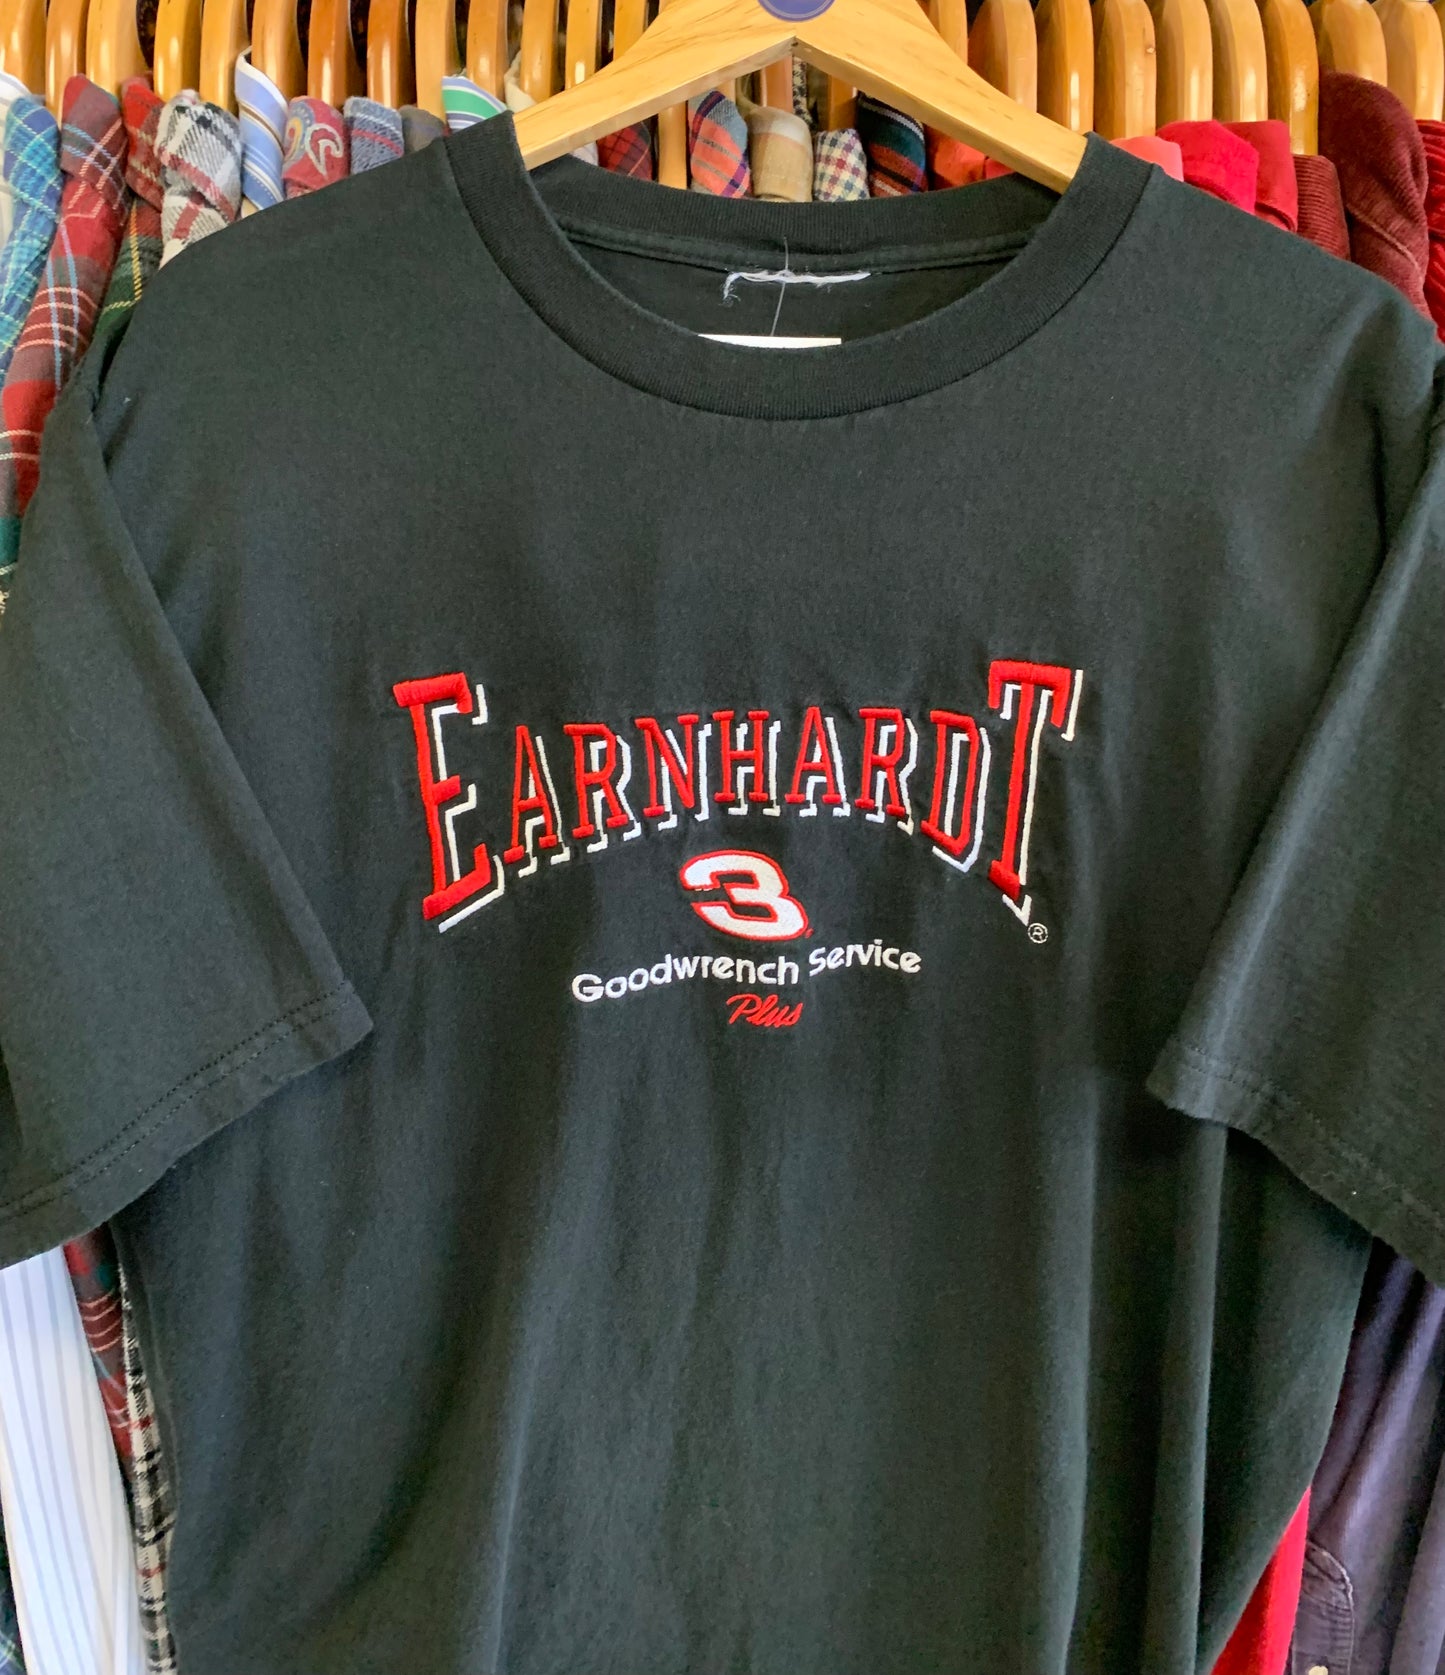 EARNHARDT®
3
Goodwrench Service
Plus